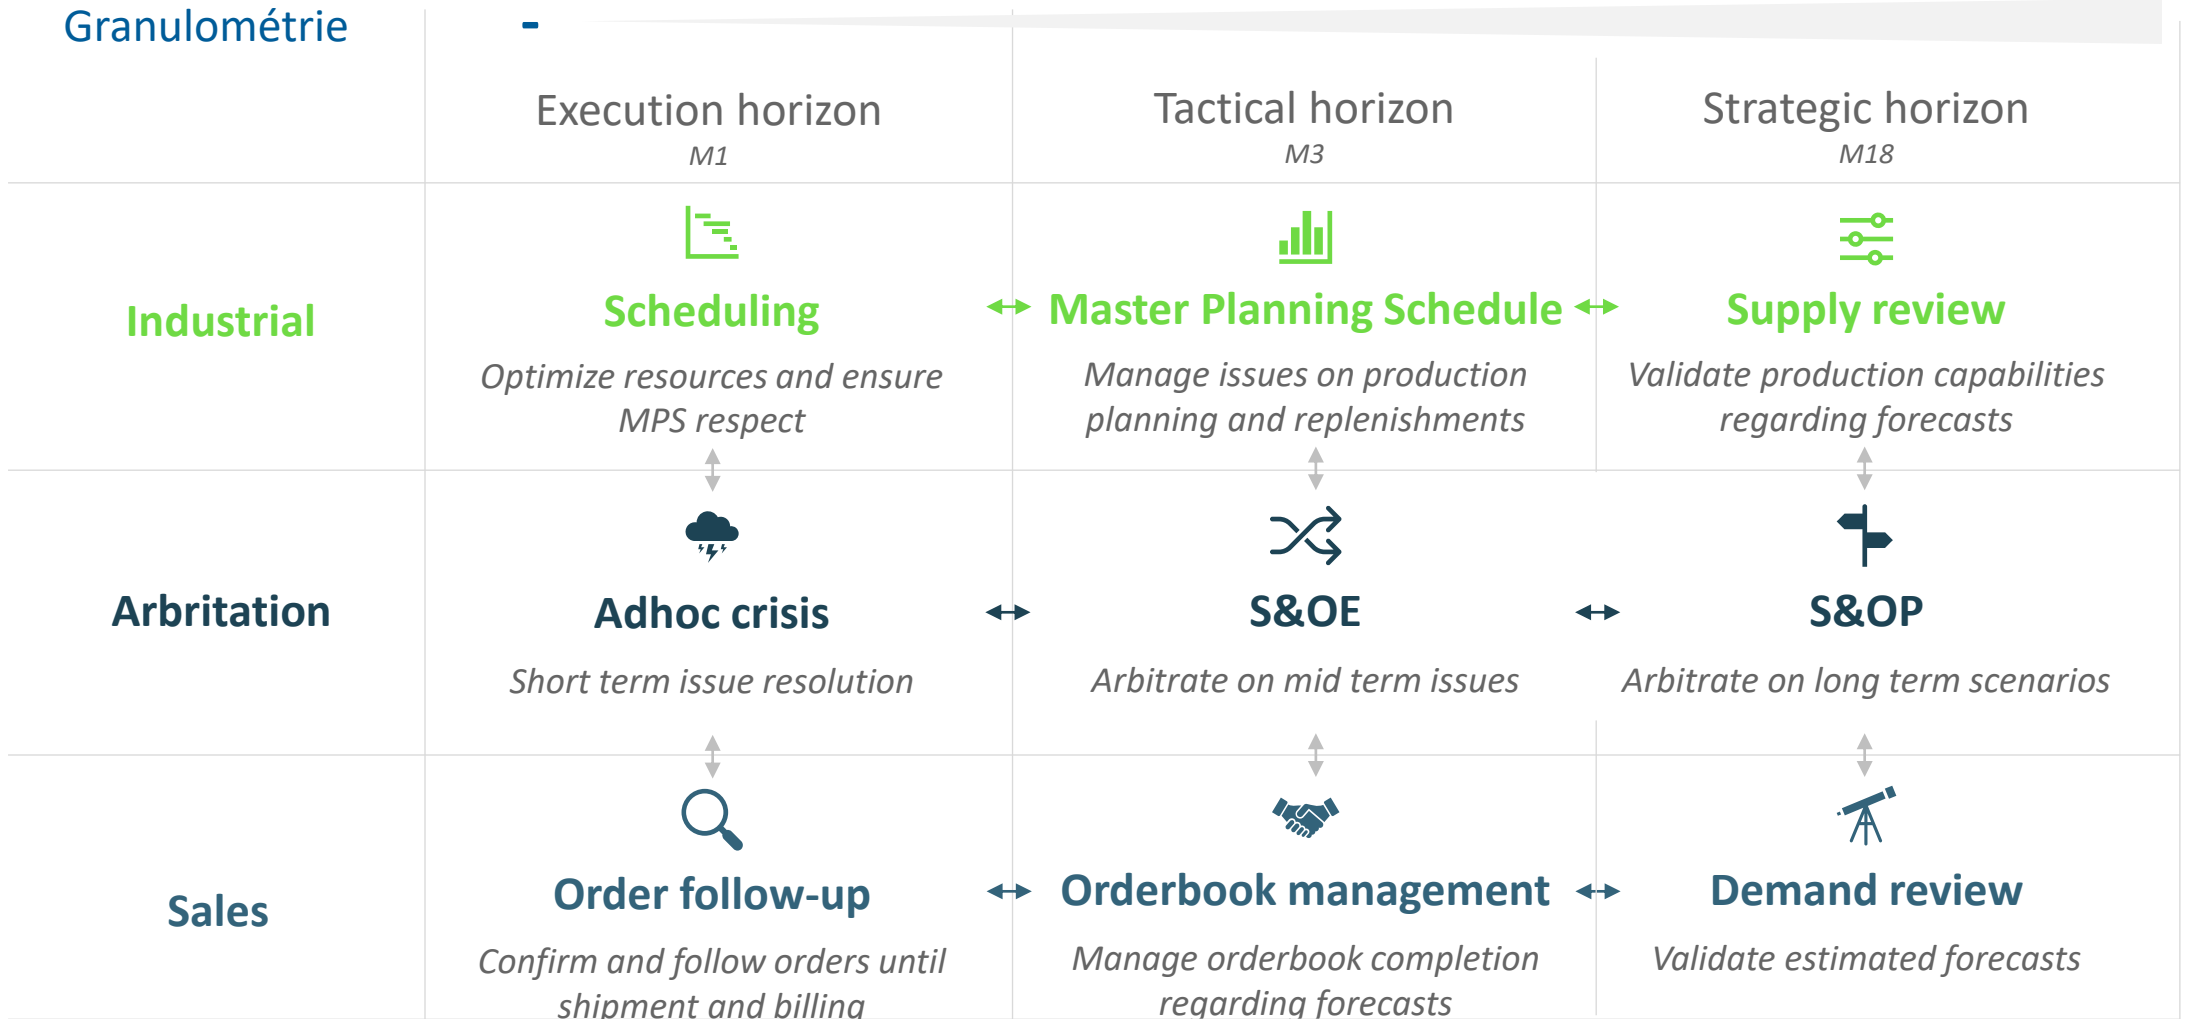 Granulométrie -
Execution horizon Tactical horizon Strategic horizon
M1 M3 M18
Industrial
Scheduling Master Planning Schedule Supply review
Optimize resources and ensure Manage issues on production Validate production capabilities
MPS respect planning and replenishments regarding forecasts
Arbritation
Adhoc crisis S&OE S&OP
Short term issue resolution Arbitrate on mid term issues Arbitrate on long term scenarios
Sales
Order follow-up Orderbook management Demand review
Confirm and follow orders until Manage orderbook completion Validate estimated forecasts
shipment and billing regarding forecasts